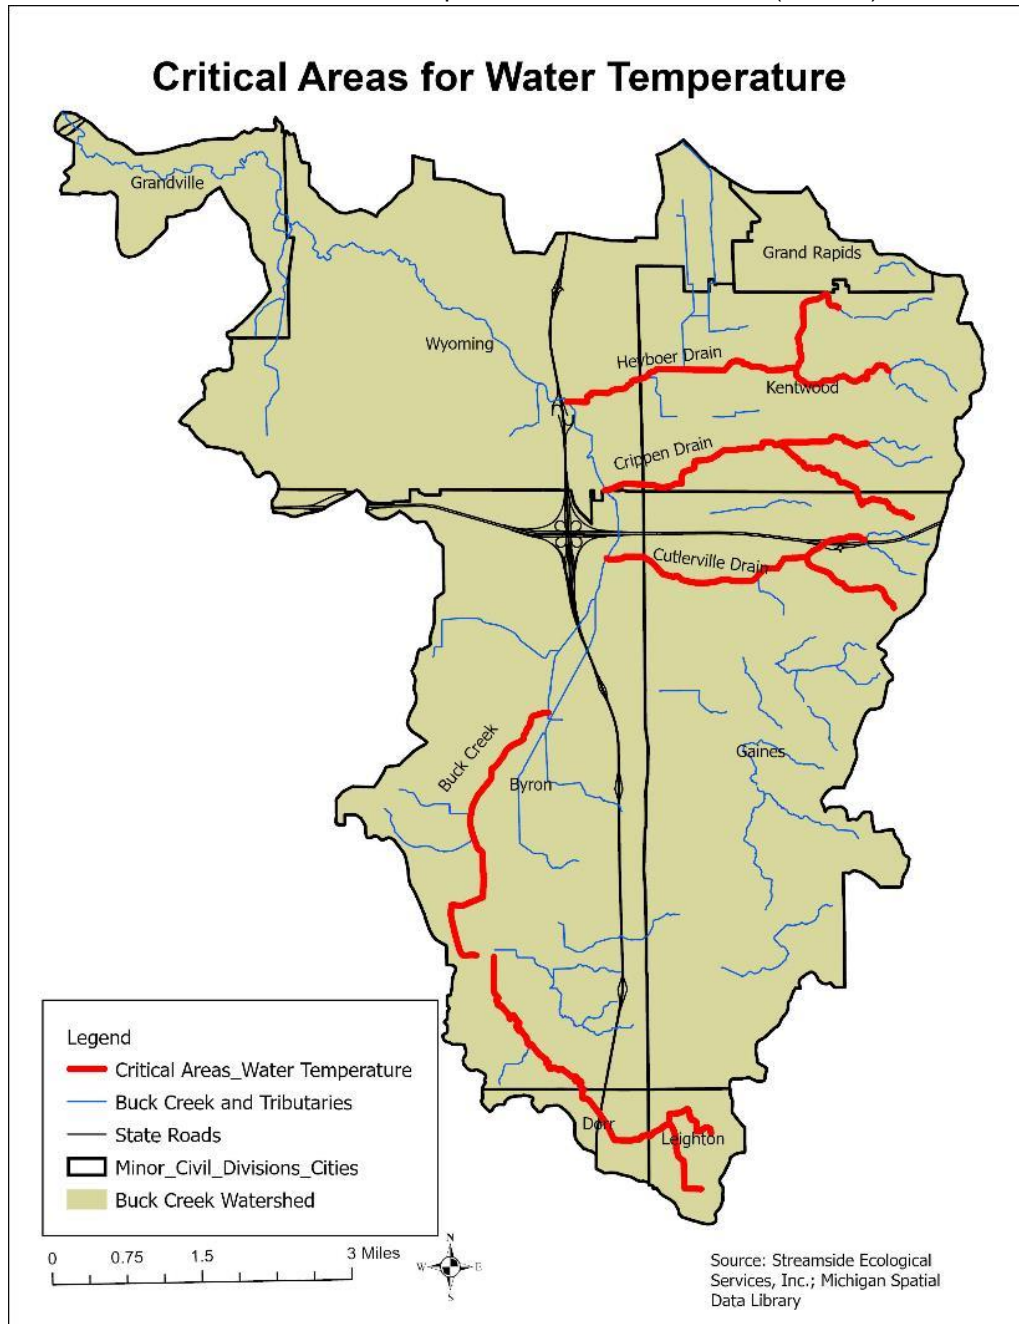 Critical Areas for Water Temperature
Grandville
Grand Rapids
Wyoming
Heyboer Drain
Kentwood
Crippen Drain
Cutlerville Drain
Buck Creek
Byron
Gaines
Dorr
Leighton
Legend
Critical Areas_Water Temperature
Buck Creek and Tributaries
State Roads
Minor_Civil_Divisions_Cities
Buck Creek Watershed
0 0.75 1.5 3 Miles
N
W E
S
Source: Streamside Ecological
Services, Inc.; Michigan Spatial
Data Library